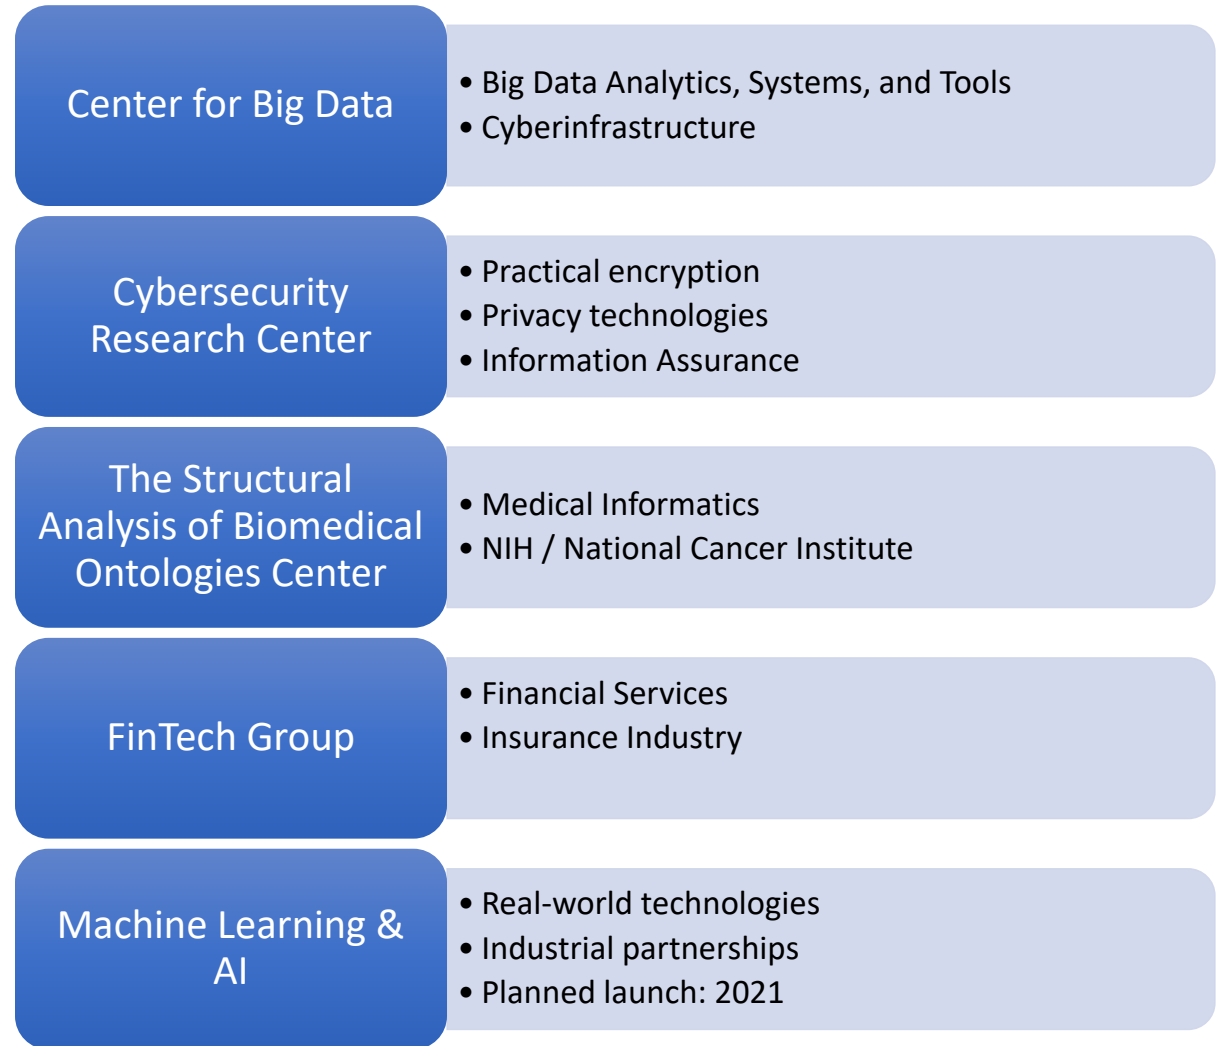 Center for Big Data
• Big Data Analytics, Systems, and Tools
• Cyberinfrastructure
Cybersecurity
Research Center
• Practical encryption
• Privacy technologies
• Information Assurance
The Structural
Analysis of Biomedical
Ontologies Center
• Medical Informatics
• NIH / National Cancer Institute
FinTech Group
• Financial Services
• Insurance Industry
Machine Learning &
AI
• Real-world technologies
• Industrial partnerships
• Planned launch: 2021